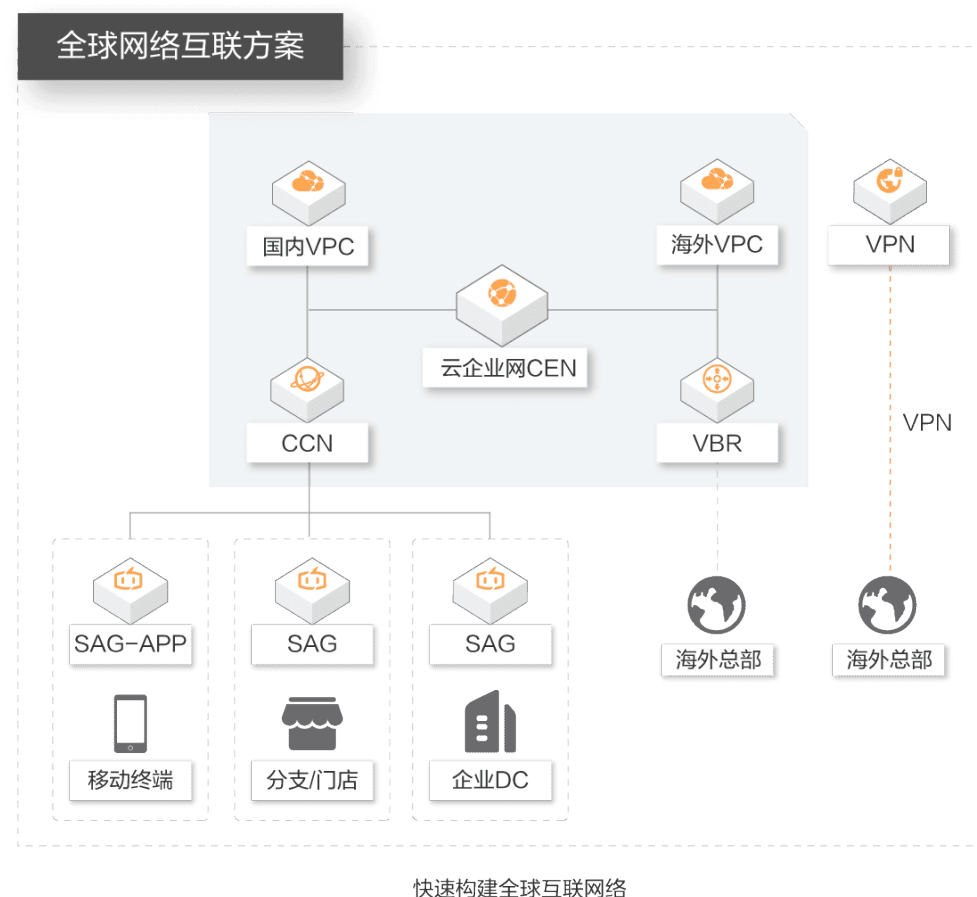 全球网络互联方案
国内VPC
海外VPC
VPN
云企业网CEN
CCN
VBR
VPN
SAG-APP
SAG
SAG
海外总部
海外总部
移动终端
分支/门店
企业DC
快速构建全球互联网络